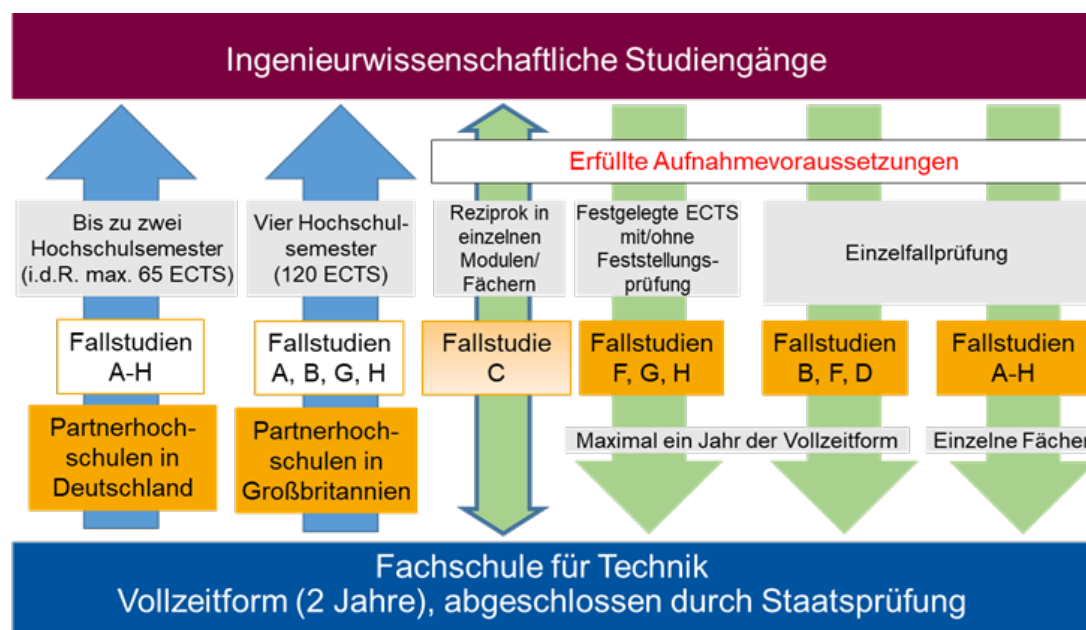 Ingenieurwissenschaftliche Studiengänge
Erfüllte Aufnahmevoraussetzungen
Bis zu zwei
Hochschulsemester
(i.d.R. max. 65 ECTS)
Vier Hochschul-
semester
(120 ECTS)
Reziprok in
einzelnen
Modulen/
Fächern
Festgelegte ECTS
mit/ohne
Feststellungs-
prüfung
Einzelfallprüfung
Fallstudien
A-H
Fallstudien
A, B, G, H
Fallstudie
C
Fallstudien
F, G, H
Fallstudien
B, F, D
Fallstudien
A-H
Partnerhoch-
schulen in
Deutschland
Partnerhoch-
schulen in
Großbritannien
Maximal ein Jahr der Vollzeitform
Einzelne Fächer
Fachschule für Technik
Vollzeitform (2 Jahre), abgeschlossen durch Staatsprüfung